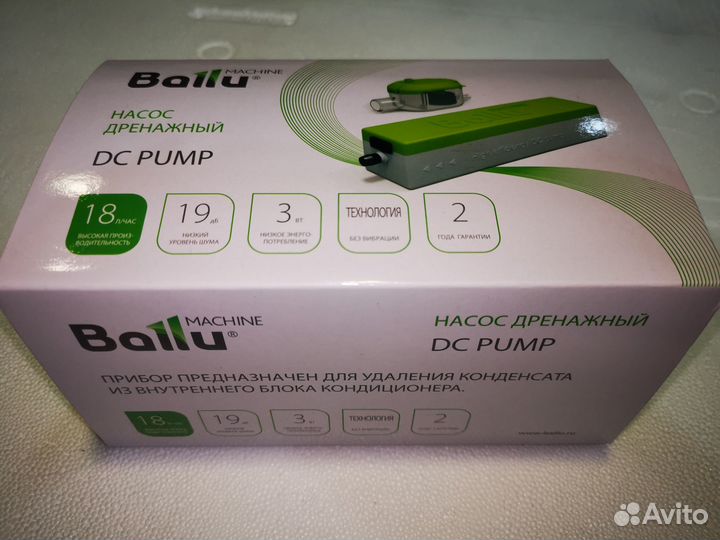 Ballu MACHINE ®
НАСОС
ДРЕНАЖНЫЙ
DC PUMP
18 Л/ЧАС
ВЫСОКАЯ ПРОИЗ-
ВОДИТЕЛЬНОСТЬ
19 дБ
НИЗКИЙ
УРОВЕНЬ ШУМА
3 ВТ
НИЗКОЕ ЭНЕРГО-
ПОТРЕБЛЕНИЕ
ТЕХНОЛОГИЯ
БЕЗ ВИБРАЦИИ
2
ГОДА ГАРАНТИИ
Ballu MACHINE ®
НАСОС ДРЕНАЖНЫЙ
DC PUMP
ПРИБОР ПРЕДНАЗНАЧЕН ДЛЯ УДАЛЕНИЯ КОНДЕНСАТА
ИЗ ВНУТРЕННЕГО БЛОКА КОНДИЦИОНЕРА.
18
19
3
ТЕХНОЛОГИЯ
БЕЗ ВИБРАЦИИ
2
www.ballu.ru
Avito